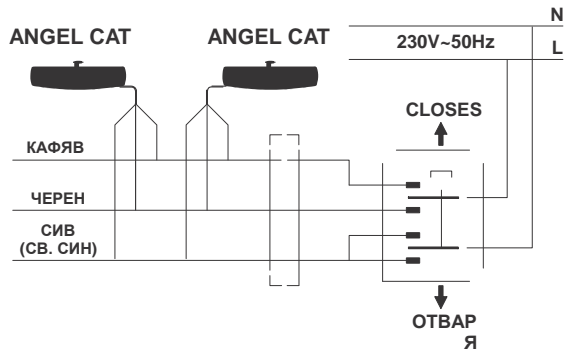 N
ANGEL CAT
ANGEL CAT
230V~50Hz
L
CLOSES
КАФЯВ
ЧЕРЕН
СИВ
(СВ. СИН)
ОТВАР
Я